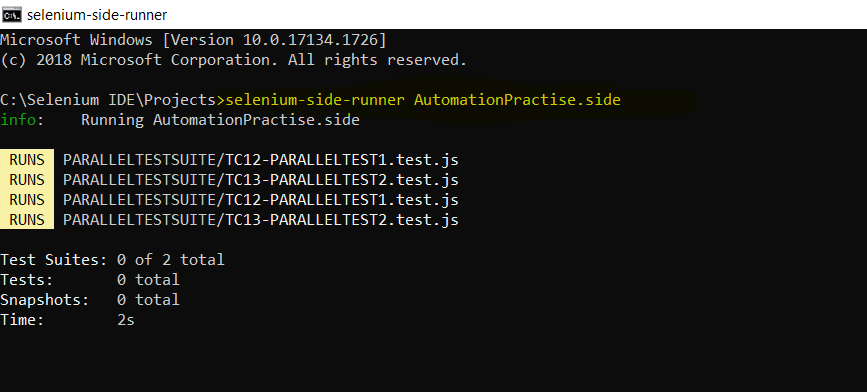 selenium-side-runner
Microsoft Windows [Version 10.0.17134.1726]
(c) 2018 Microsoft Corporation. All rights reserved.
C:\Selenium IDE\Projects>selenium-side-runner AutomationPractise.side
info:    Running AutomationPractise.side
RUNS  PARALLELTESTSUITE/TC12-PARALLELTEST1.test.js
RUNS  PARALLELTESTSUITE/TC13-PARALLELTEST2.test.js
RUNS  PARALLELTESTSUITE/TC12-PARALLELTEST1.test.js
RUNS  PARALLELTESTSUITE/TC13-PARALLELTEST2.test.js
Test Suites: 0 of 2 total
Tests:       0 total
Snapshots:   0 total
Time:        2s